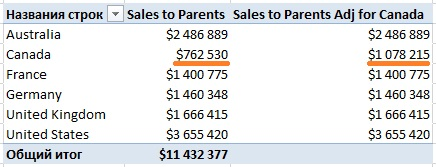 Названия строк Sales to Parents Sales to Parents Adj for Canada
Australia $2 486 889 $2 486 889
Canada $762 530 $1 078 215
France $1 400 775 $1 400 775
Germany $1 460 348 $1 460 348
United Kingdom $1 666 415 $1 666 415
United States $3 655 420 $3 655 420
Общий итог $11 432 377